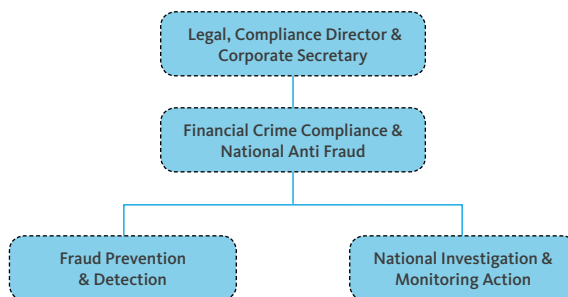 Legal, Compliance Director &
Corporate Secretary
Financial Crime Compliance &
National Anti Fraud
Fraud Prevention
& Detection
National Investigation &
Monitoring Action